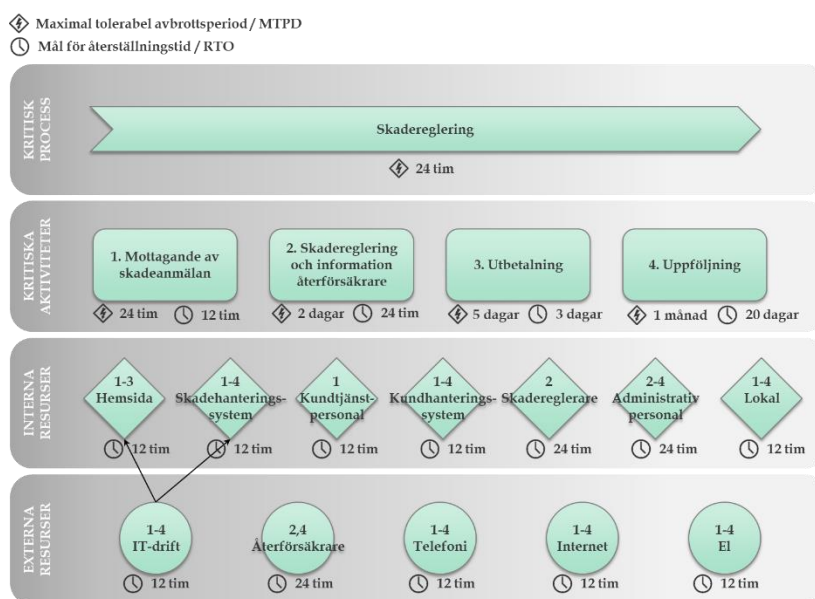 Maximal tolerabel avbrottsperiod / MTPD
Mål för återställningstid / RTO
KRITISK
PROCESS
Skadereglering
24 tim
KRITISKA
AKTIVITETER
1. Mottagande av
skadeanmälan
24 tim
12 tim
2. Skadereglering
och information
återförsäkrare
2 dagar
24 tim
3. Utbetalning
5 dagar
3 dagar
4. Uppföljning
1 månad
20 dagar
INTERNA
RESURSER
1-3
Hemsida
12 tim
1-4
Skadehanterings-
system
12 tim
1
Kundtjänst-
personal
12 tim
1-4
Kundhanterings-
system
12 tim
2
Skadereglerare
24 tim
2-4
Administrativ
personal
24 tim
1-4
Lokal
12 tim
EXTERNA
RESURSER
1-4
IT-drift
12 tim
2,4
Återförsäkrare
24 tim
1-4
Telefoni
12 tim
1-4
Internet
12 tim
1-4
El
12 tim